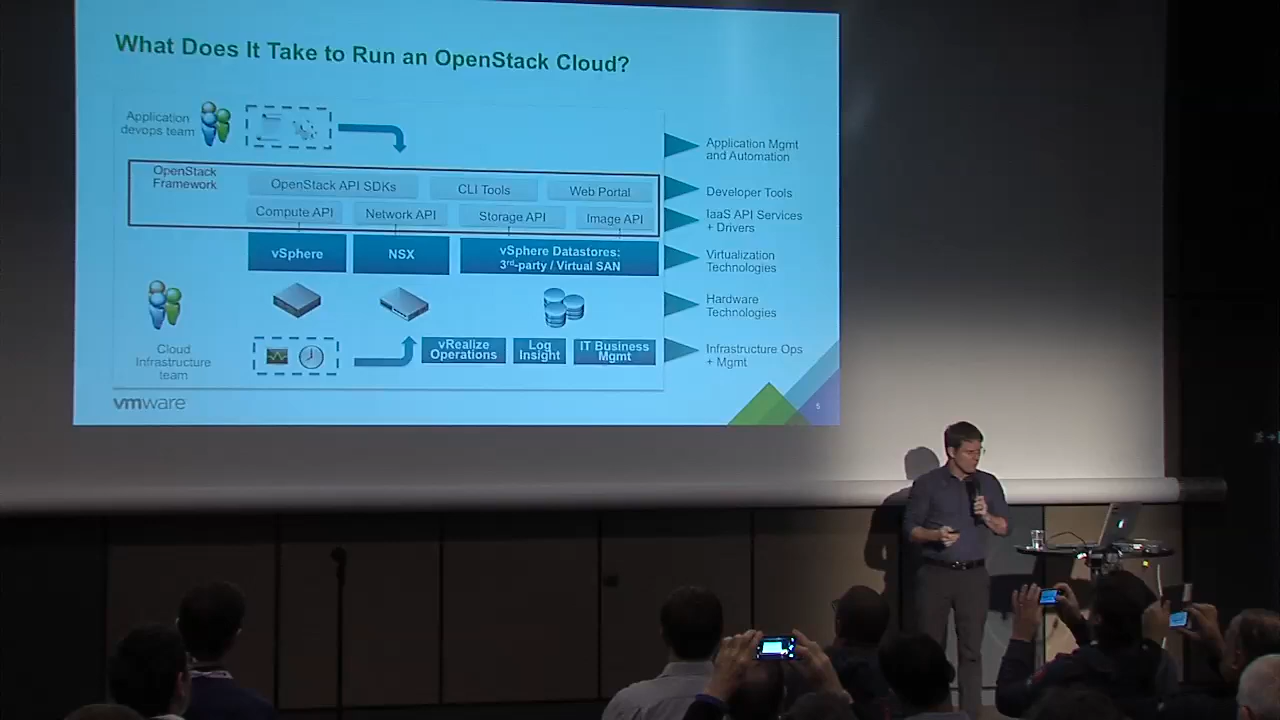 What Does It Take to Run an OpenStack Cloud?
Application
devops team
Application Mgmt
and Automation
OpenStack
Framework
OpenStack API SDKs
CLI Tools
Web Portal
Developer Tools
Compute API
Network API
Storage API
Image API
IaaS API Services
+ Drivers
vSphere
NSX
vSphere Datastores:
3rd-party / Virtual SAN
Virtualization
Technologies
Hardware
Technologies
Cloud
Infrastructure
team
vRealize
Operations
Log
Insight
IT Business
Mgmt
Infrastructure Ops
+ Mgmt
vmware
5